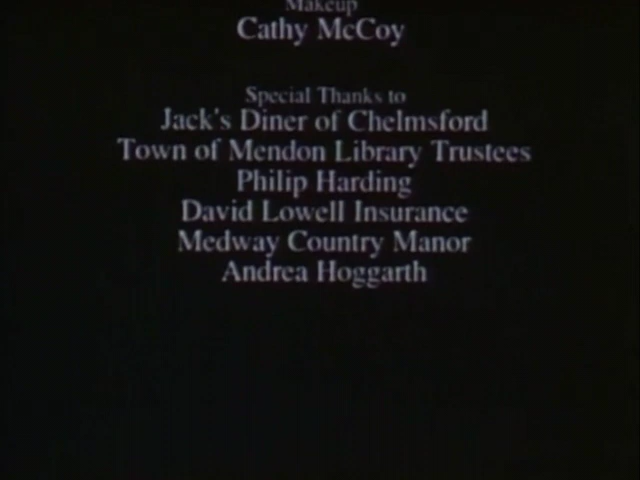 Makeup
Cathy McCoy
Special Thanks to
Jack's Diner of Chelmsford
Town of Mendon Library Trustees
Philip Harding
David Lowell Insurance
Medway Country Manor
Andrea Hoggarth